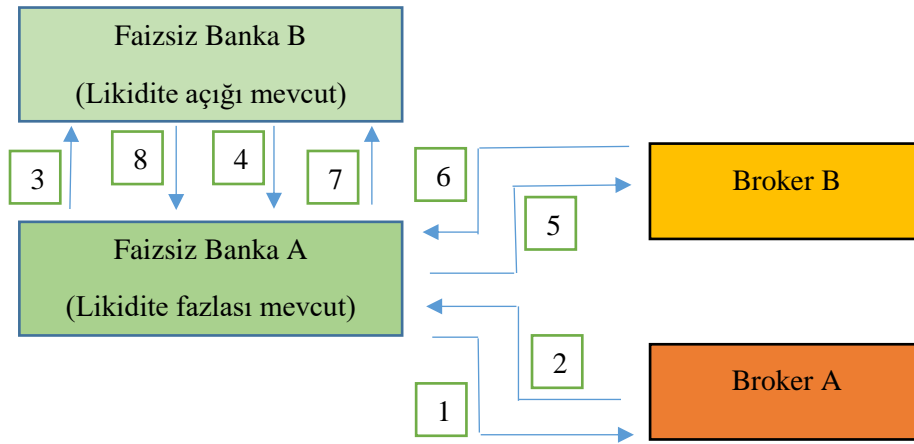 Faizsiz Banka B
(Likidite açığı mevcut)
3
8
4
7
6
Broker B
5
Faizsiz Banka A
(Likidite fazlası mevcut)
2
Broker A
1